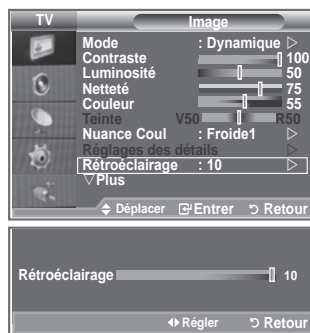 TV Image
Mode : Dynamique ▷
Contraste 100
Luminosité 50
Netteté 75
Couleur 55
Teinte V50 R50
Nuance Coul : Froide1 ▷
Réglages des détails ▷
Rétroéclairage : 10 ▷
▽Plus
Déplacer Entrer Retour
Rétroéclairage 10
Régler Retour